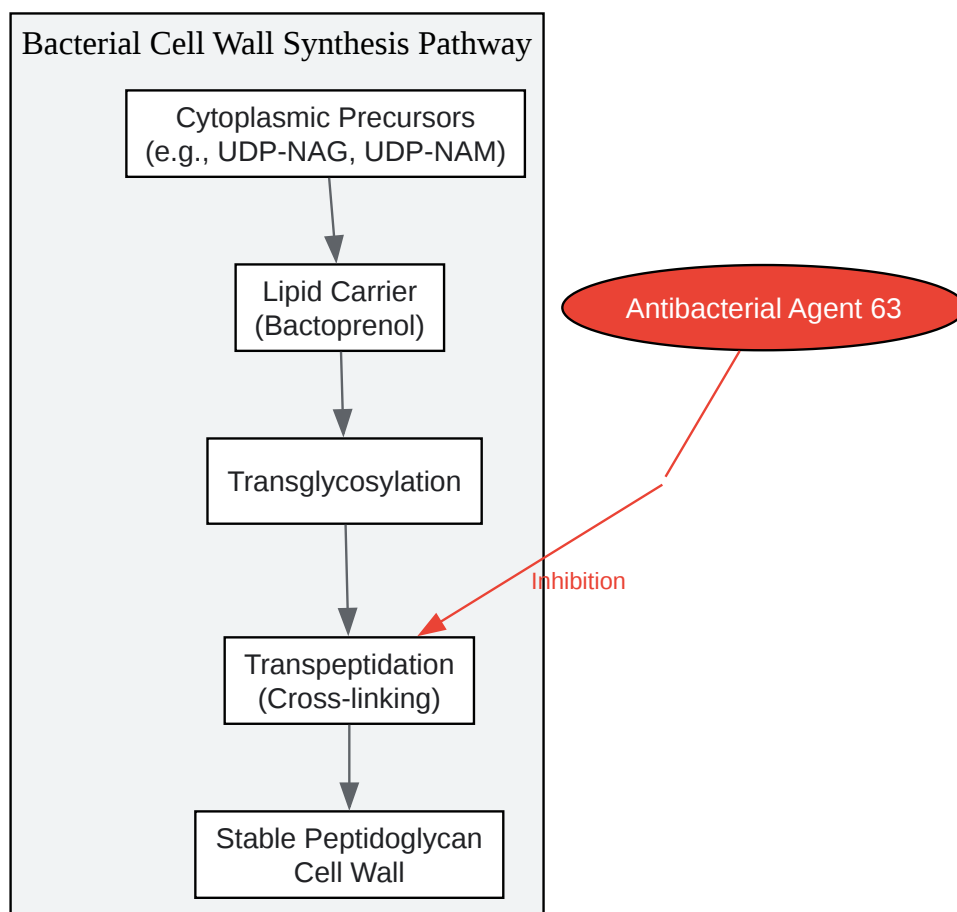 Bacterial Cell Wall Synthesis Pathway
Cytoplasmic Precursors
(e.g., UDP-NAG, UDP-NAM)
Lipid Carrier
(Bactoprenol)
Antibacterial Agent 63
Transglycosylation
Inhibition
Transpeptidation
(Cross-linking)
Stable Peptidoglycan
Cell Wall